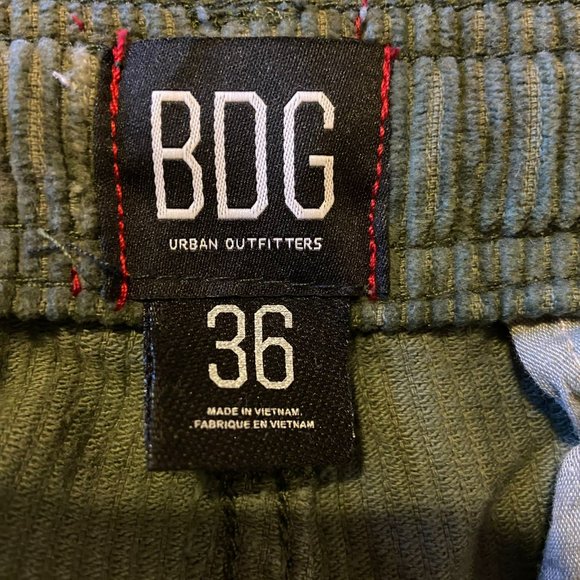 BDG
URBAN OUTFITTERS
36
MADE IN VIETNAM
FABRIQUE EN VIETNAM